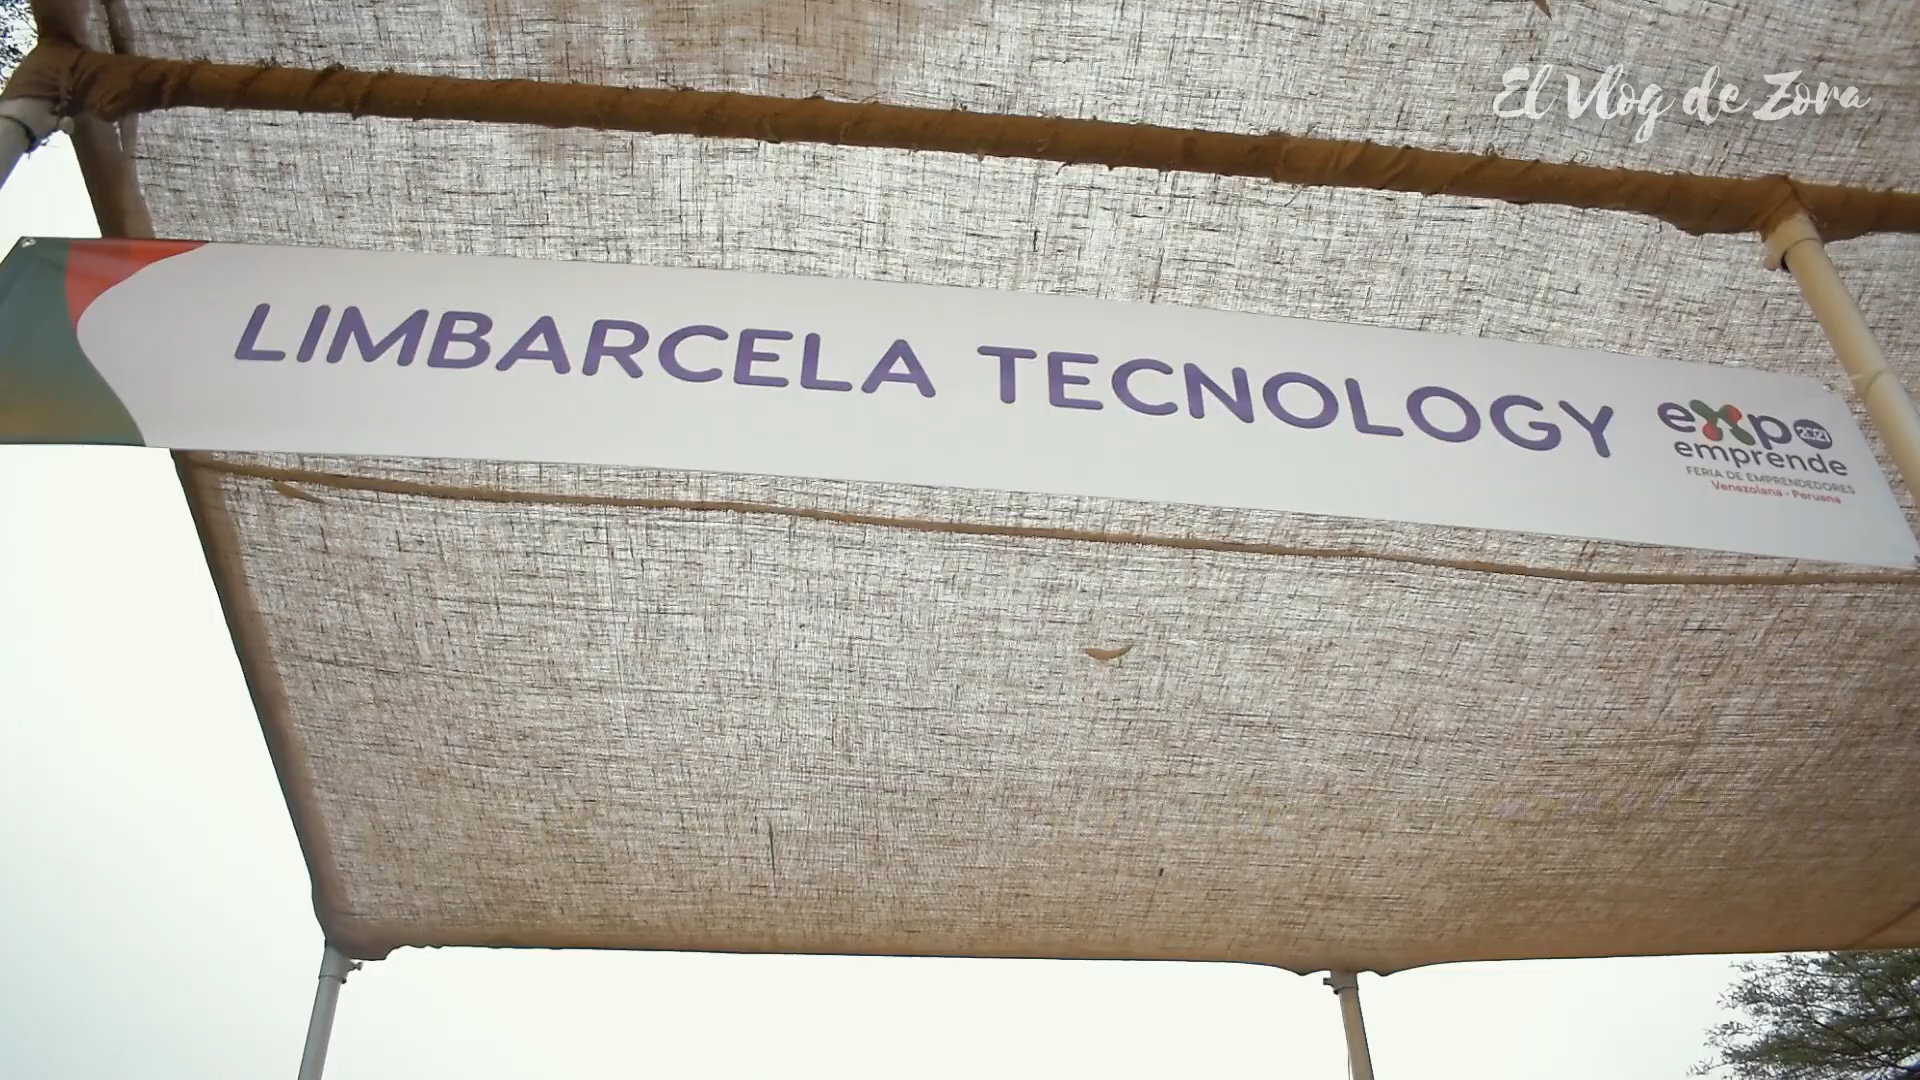 El Vlog de Zora
LIMBARCELA TECNOLOGY
expo 2021
emprende
FERIA DE EMPRENDEDORES
Venezolana - Peruana